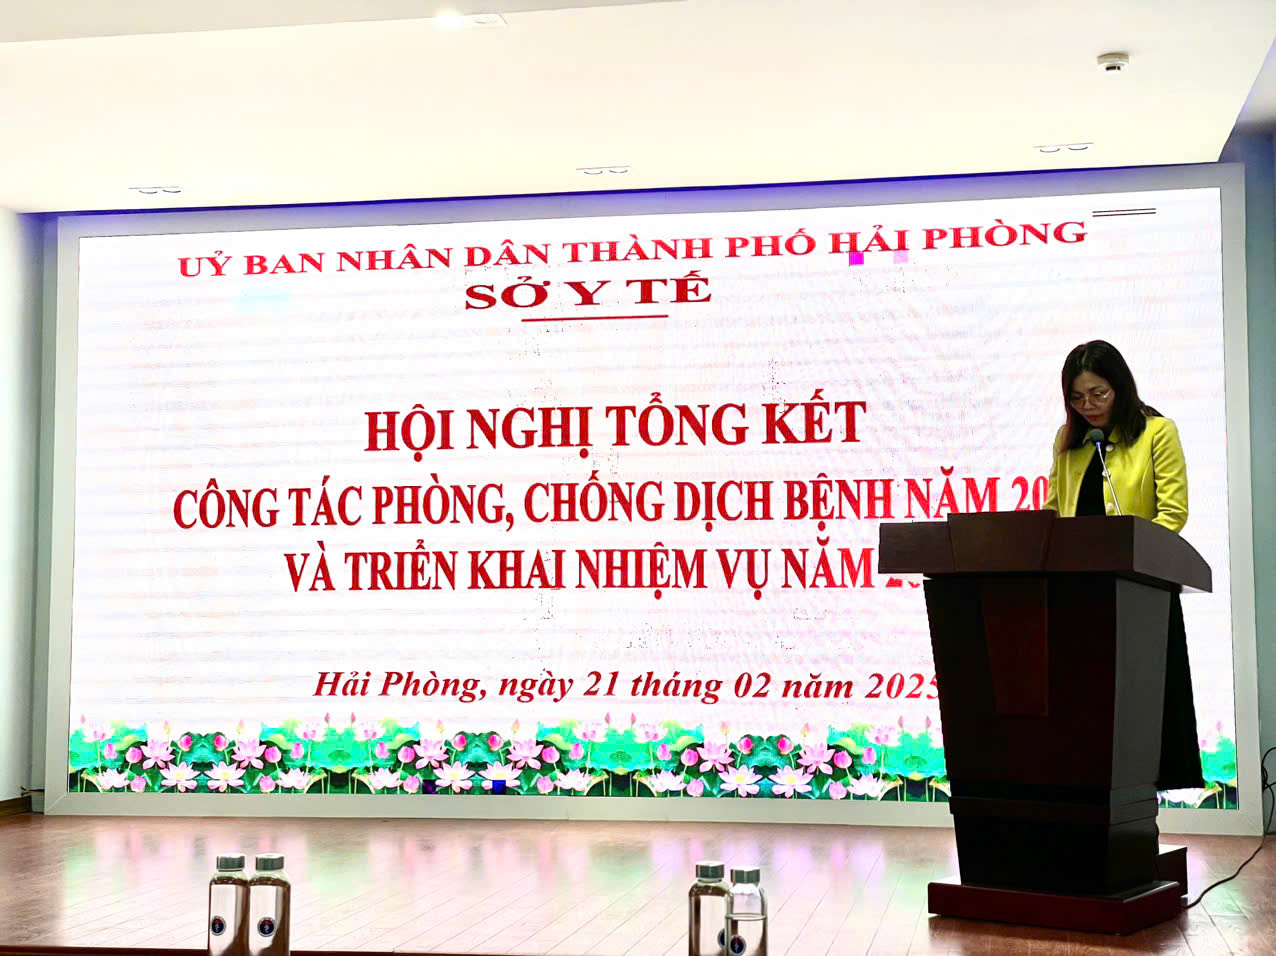 UỶ BAN NHÂN DÂN THÀNH PHỐ HẢI PHÒNG
SỞ Y TẾ
HỘI NGHỊ TỔNG KẾT
CÔNG TÁC PHÒNG, CHỐNG DỊCH BỆNH NĂM
VÀ TRIỂN KHAI NHIỆM VỤ NĂM
Hải Phòng, ngày 21 tháng 02 năm 2025